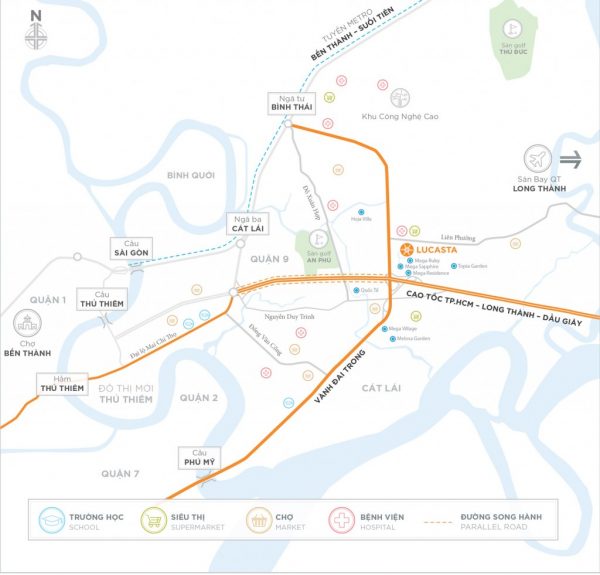 N
TUYẾN METRO
BẾN THÀNH - SUỐI TIÊN
Sân golf
THỦ ĐỨC
Ngã tư
BÌNH THÁI
Khu Công Nghệ Cao
Sân Bay QT
LONG THÀNH
BÌNH QUỚI
Đỗ Xuân Hợp
Hoja Villa
Ngã ba
CÁT LÁI
Liên Phường
Cầu
SÀI GÒN
QUẬN 9
Sân golf
AN PHÚ
LUCASTA
Mega Ruby
Mega Sapphire
Mega Residence
Topia Garden
QUẬN 1
Cầu
THỦ THIÊM
Quốc Tế
CAO TỐC TP.HCM – LONG THÀNH – DẦU GIÂY
Chợ
BẾN THÀNH
Nguyễn Duy Trinh
Đại lộ Mai Chí Thọ
Đồng Văn Cống
Mega Village
Melosa Garden
Hầm
THỦ THIÊM
ĐÔ THỊ MỚI
THỦ THIÊM
VÀNH ĐAI TRONG
CÁT LÁI
QUẬN 2
Cầu
PHÚ MỸ
QUẬN 7
TRƯỜNG HỌC
SCHOOL
SIÊU THỊ
SUPERMARKET
CHỢ
MARKET
BỆNH VIỆN
HOSPITAL
ĐƯỜNG SONG HÀNH
PARALLEL ROAD